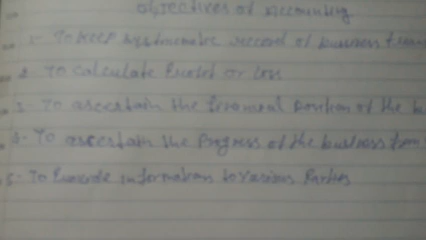 objectives of Accounting
1- To keep systematic record of business
2- To calculate Profit or Loss
3- To ascertain the financial position of the
4- To ascertain the Progress of the business from
5- To Provide information to various Parties